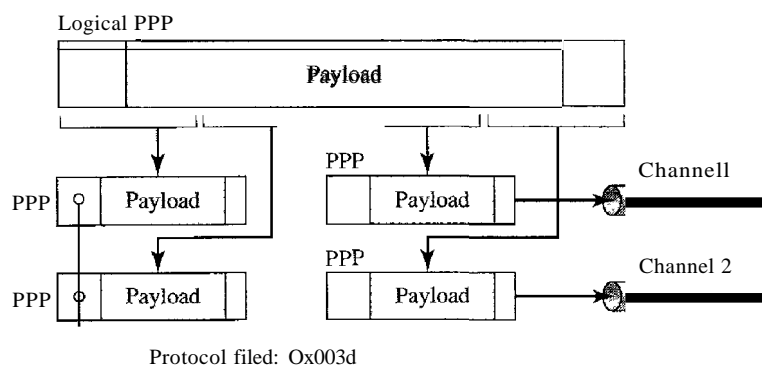 Logical PPP
Payload
PPP
Channell
PPP
Payload
Payload
PPP
Channel 2
PPP
Payload
Payload
Protocol filed: Ox003d